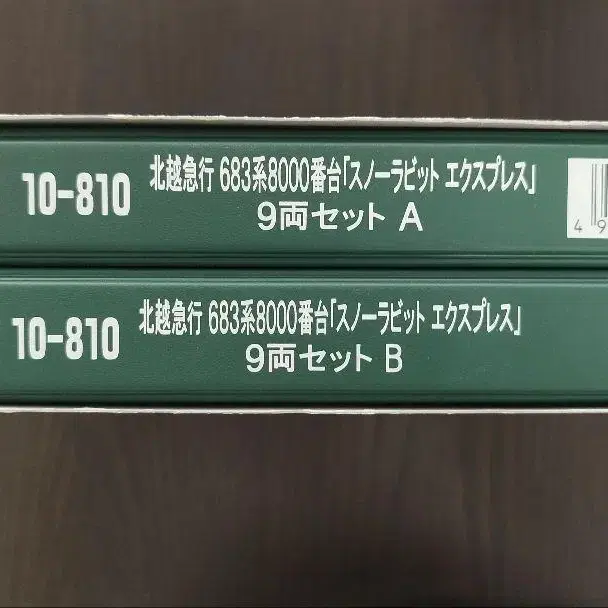 10-810
北越急行 683系8000番台「スノーラビット エクスプレス」
9両セット A
4 9
10-810
北越急行 683系8000番台「スノーラビット エクスプレス」
9両セット B